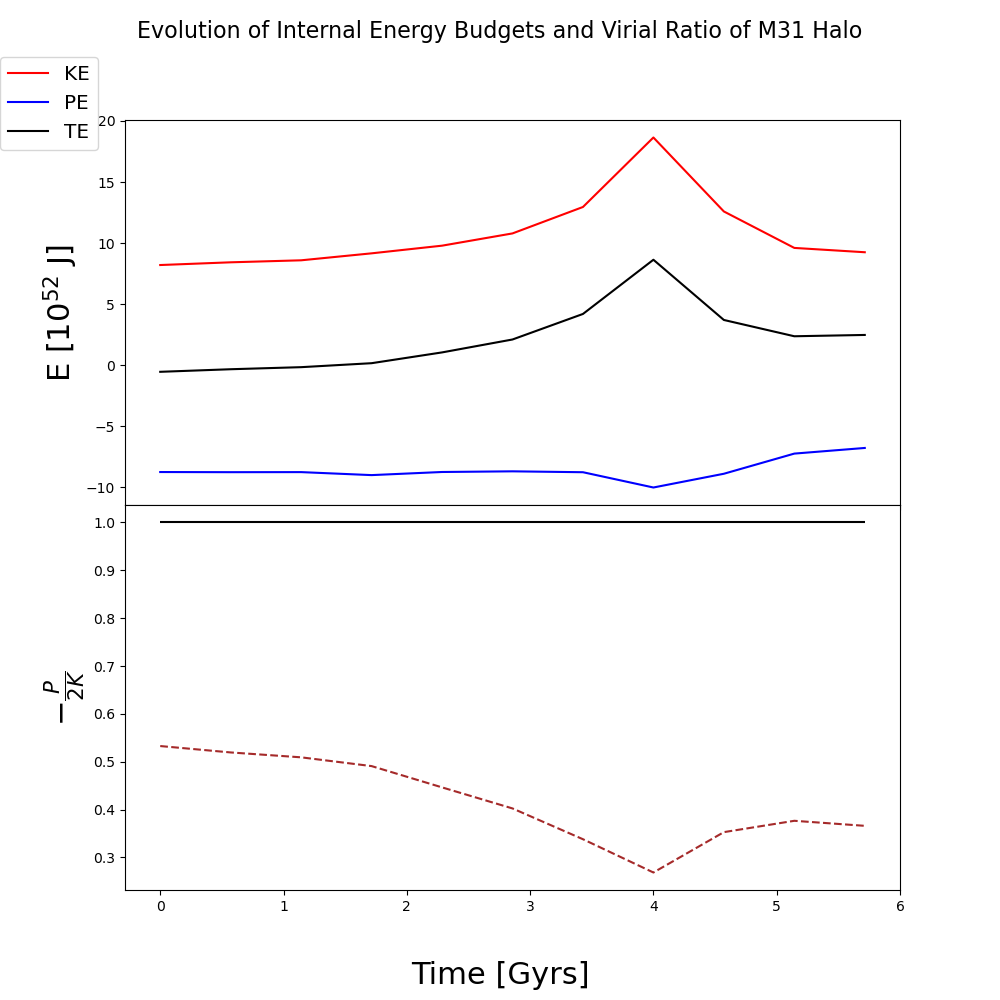 Evolution of Internal Energy Budgets and Virial Ratio of M31 Halo
KE
PE
TE
20
15
10
5
0
−5
−10
E [10^52 J]
1.0
0.9
0.8
0.7
0.6
0.5
0.4
0.3
−P/2K
0 1 2 3 4 5 6
Time [Gyrs]